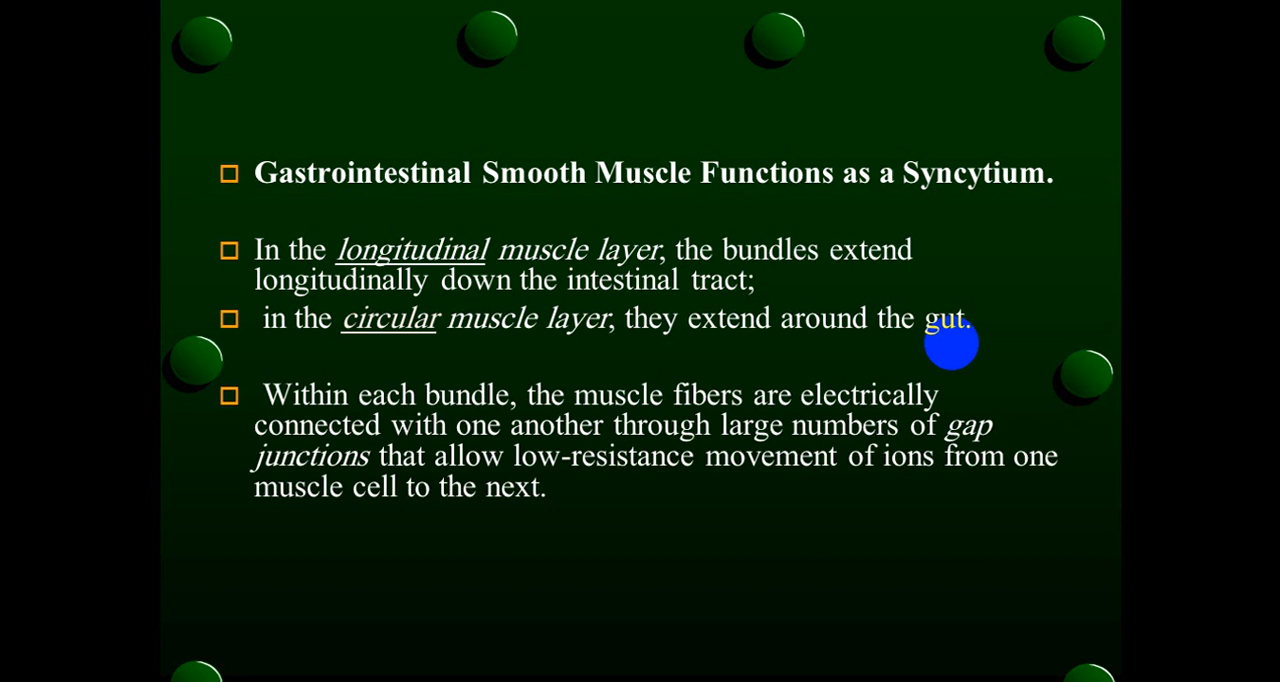 Gastrointestinal Smooth Muscle Functions as a Syncytium.
In the longitudinal muscle layer, the bundles extend
longitudinally down the intestinal tract;
in the circular muscle layer, they extend around the gut.
Within each bundle, the muscle fibers are electrically
connected with one another through large numbers of gap
junctions that allow low-resistance movement of ions from one
muscle cell to the next.